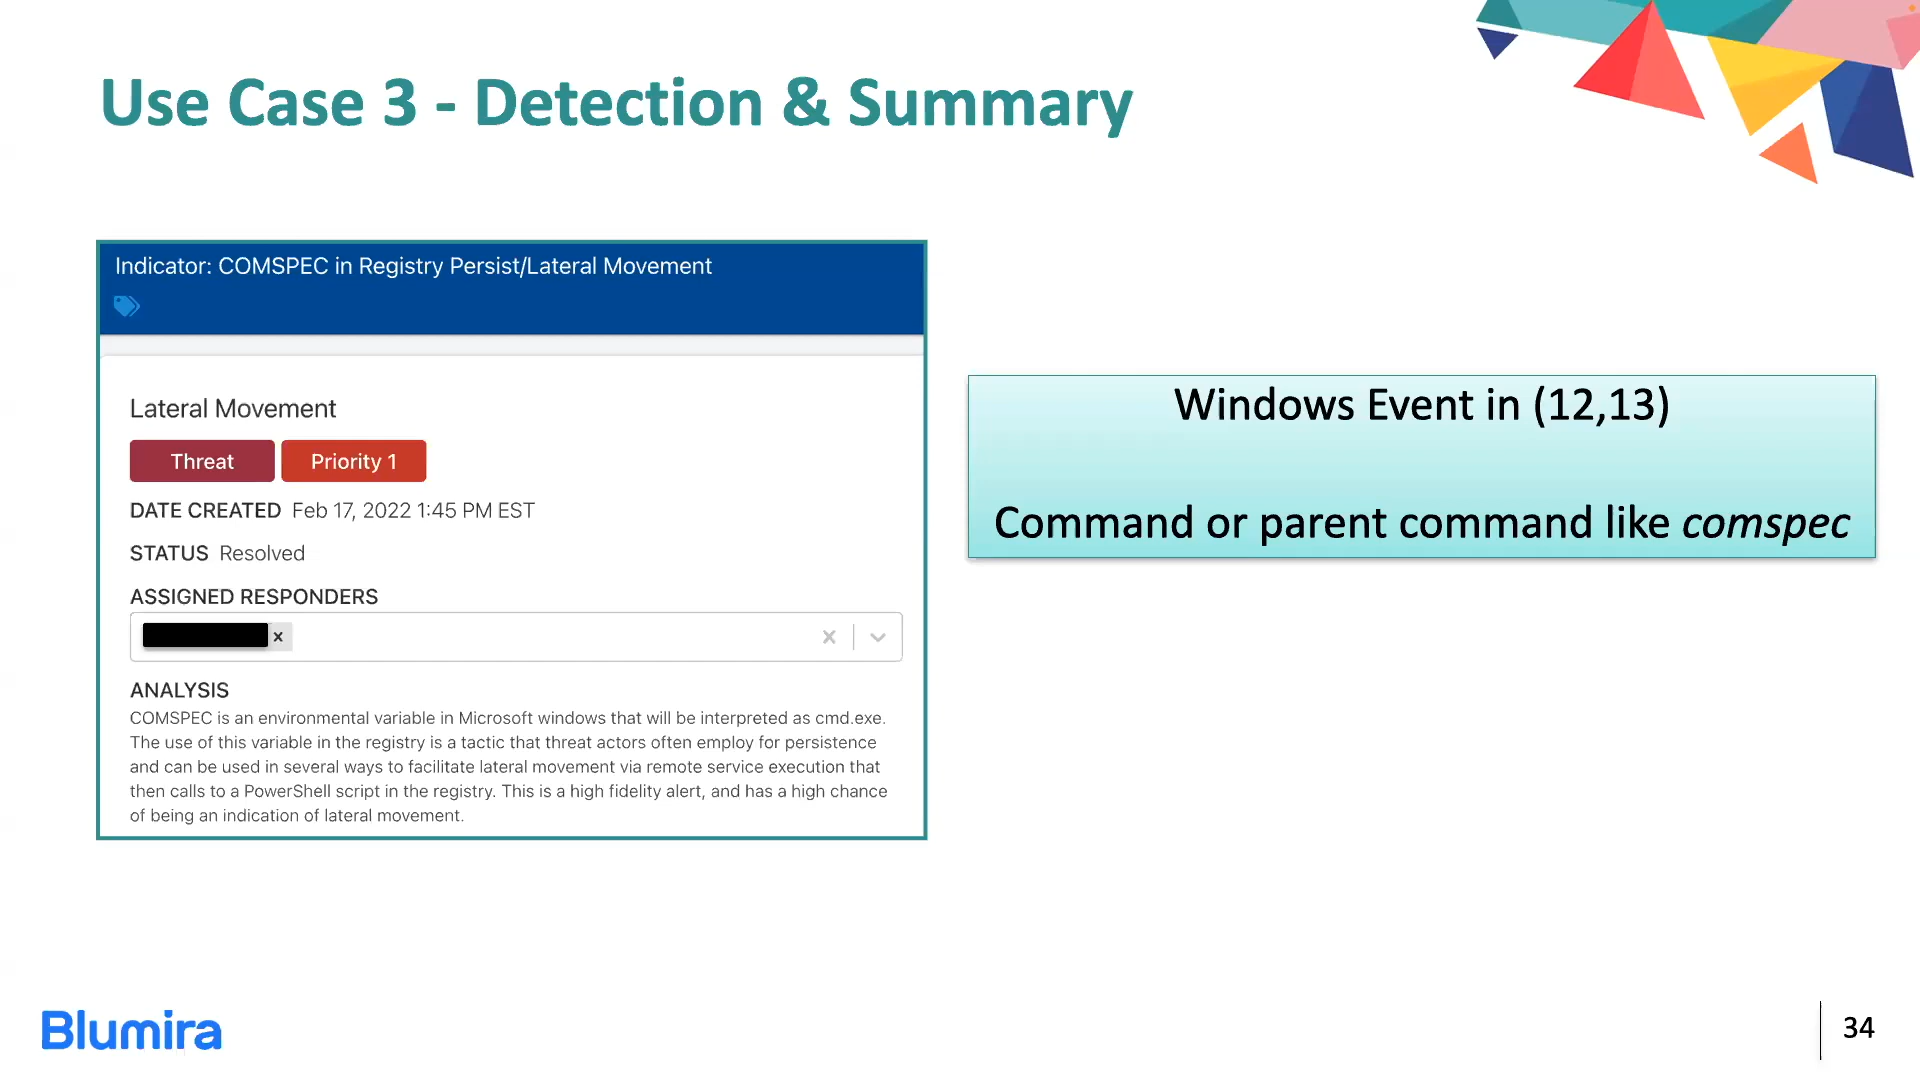 Use Case 3 - Detection & Summary
Indicator: COMSPEC in Registry Persist/Lateral Movement
Lateral Movement
Threat
Priority 1
DATE CREATED Feb 17, 2022 1:45 PM EST
STATUS Resolved
ASSIGNED RESPONDERS
ANALYSIS
COMSPEC is an environmental variable in Microsoft windows that will be interpreted as cmd.exe.
The use of this variable in the registry is a tactic that threat actors often employ for persistence
and can be used in several ways to facilitate lateral movement via remote service execution that
then calls to a PowerShell script in the registry. This is a high fidelity alert, and has a high chance
of being an indication of lateral movement.
Windows Event in (12,13)
Command or parent command like comspec
Blumira
34